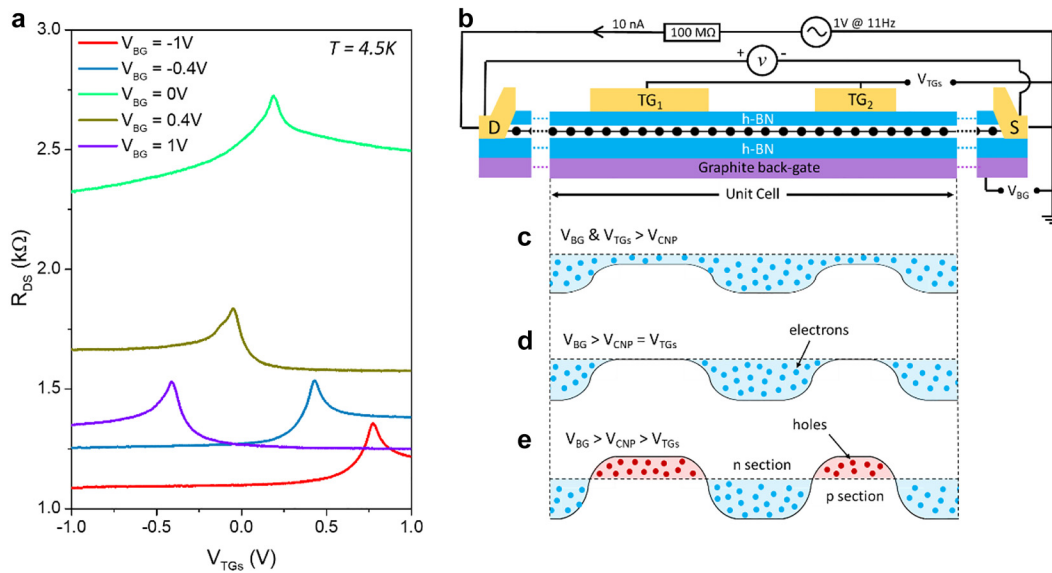 a
T = 4.5K
V_BG = -1V
V_BG = -0.4V
V_BG = 0V
V_BG = 0.4V
V_BG = 1V
3.0
2.5
2.0
1.5
1.0
R_DS (kΩ)
-1.0 -0.5 0.0 0.5 1.0
V_TGs (V)
b
10 nA 100 MΩ 1V @ 11Hz
+ v -
V_TGs
TG₁ TG₂
D h-BN S
h-BN
Graphite back-gate
V_BG
Unit Cell
c
V_BG & V_TGs > V_CNP
d
V_BG > V_CNP = V_TGs
electrons
e
V_BG > V_CNP > V_TGs
holes
n section
p section